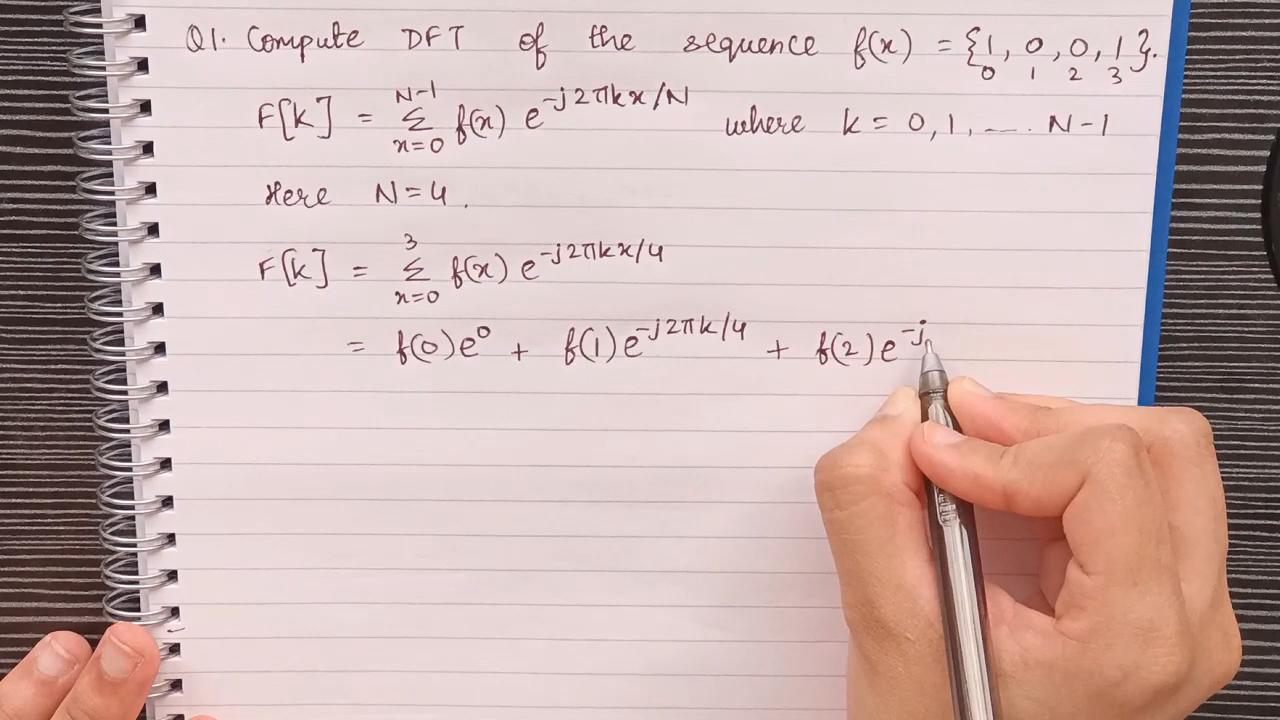 Q1. Compute DFT of the sequence f(x) = {1, 0, 0, 1}.
0 1 2 3
F[k] = Σ_{x=0}^{N-1} f(x) e^{-j2πkx/N} where k = 0, 1, .... N-1
Here N=4.
F[k] = Σ_{x=0}^{3} f(x) e^{-j2πkx/4}
= f(0)e^0 + f(1)e^{-j2πk/4} + f(2)e^{-j